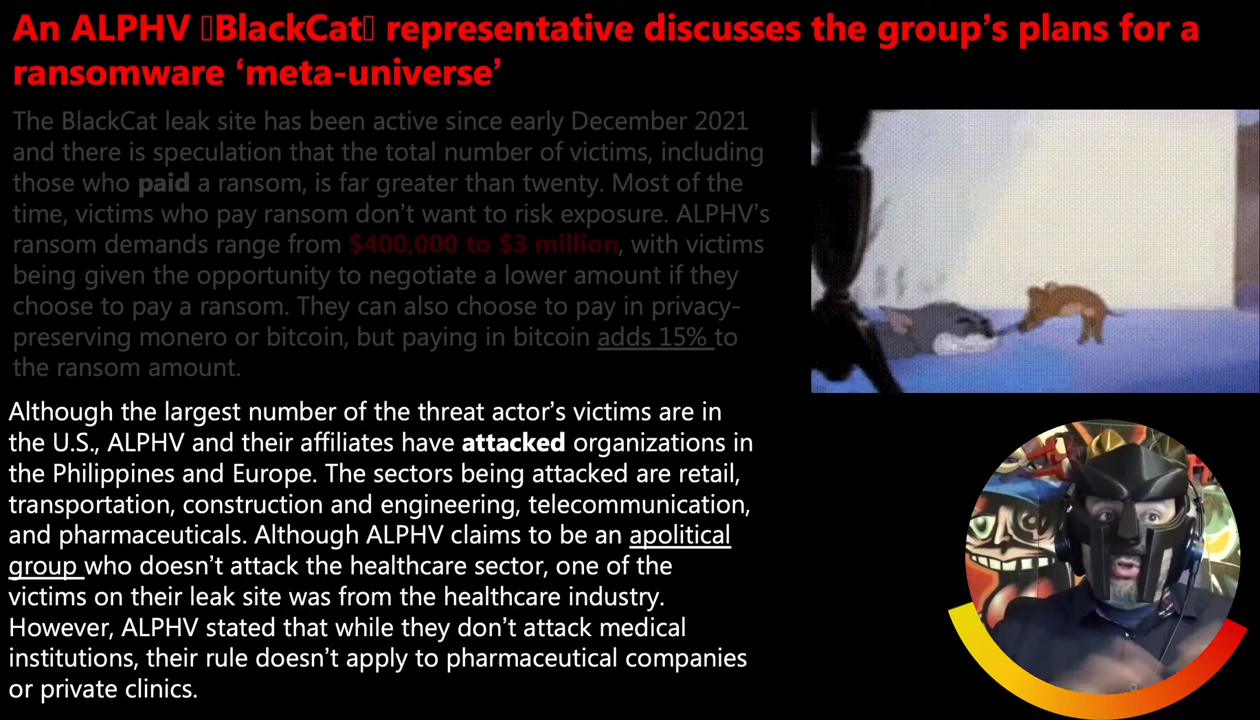 An ALPHV ▯BlackCat▯ representative discusses the group’s plans for a
ransomware ‘meta-universe’
The BlackCat leak site has been active since early December 2021
and there is speculation that the total number of victims, including
those who paid a ransom, is far greater than twenty. Most of the
time, victims who pay ransom don’t want to risk exposure. ALPHV’s
ransom demands range from $400,000 to $3 million, with victims
being given the opportunity to negotiate a lower amount if they
choose to pay a ransom. They can also choose to pay in privacy-
preserving monero or bitcoin, but paying in bitcoin adds 15% to
the ransom amount.
Although the largest number of the threat actor’s victims are in
the U.S., ALPHV and their affiliates have attacked organizations in
the Philippines and Europe. The sectors being attacked are retail,
transportation, construction and engineering, telecommunication,
and pharmaceuticals. Although ALPHV claims to be an apolitical
group who doesn’t attack the healthcare sector, one of the
victims on their leak site was from the healthcare industry.
However, ALPHV stated that while they don’t attack medical
institutions, their rule doesn’t apply to pharmaceutical companies
or private clinics.